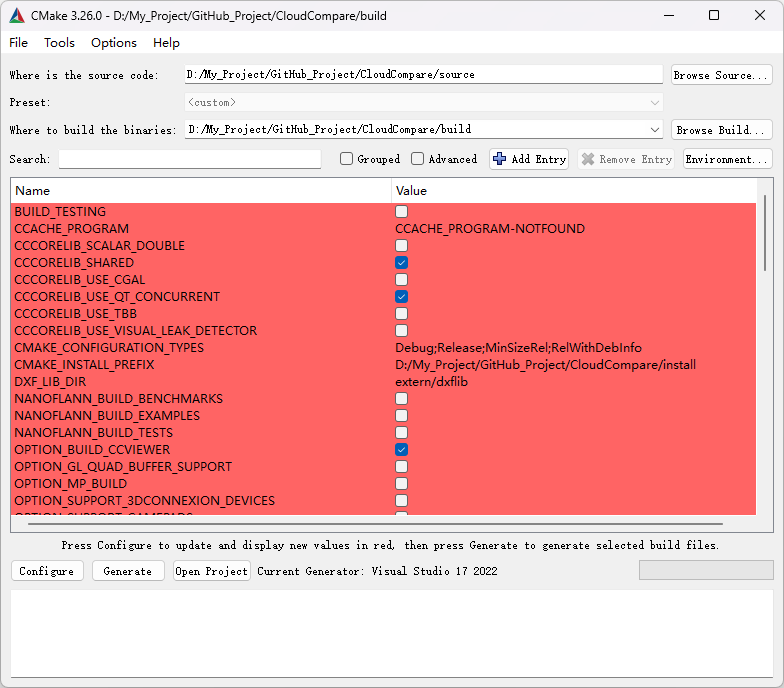 CMake 3.26.0 - D:/My_Project/GitHub_Project/CloudCompare/build
File Tools Options Help
Where is the source code: D:/My_Project/GitHub_Project/CloudCompare/source Browse Source...
Preset: <custom>
Where to build the binaries: D:/My_Project/GitHub_Project/CloudCompare/build Browse Build...
Search: Grouped Advanced Add Entry Remove Entry Environment...
Name Value
BUILD_TESTING
CCACHE_PROGRAM CCACHE_PROGRAM-NOTFOUND
CCCORELIB_SCALAR_DOUBLE
CCCORELIB_SHARED
CCCORELIB_USE_CGAL
CCCORELIB_USE_QT_CONCURRENT
CCCORELIB_USE_TBB
CCCORELIB_USE_VISUAL_LEAK_DETECTOR
CMAKE_CONFIGURATION_TYPES Debug;Release;MinSizeRel;RelWithDebInfo
CMAKE_INSTALL_PREFIX D:/My_Project/GitHub_Project/CloudCompare/install
DXF_LIB_DIR extern/dxflib
NANOFLANN_BUILD_BENCHMARKS
NANOFLANN_BUILD_EXAMPLES
NANOFLANN_BUILD_TESTS
OPTION_BUILD_CCVIEWER
OPTION_GL_QUAD_BUFFER_SUPPORT
OPTION_MP_BUILD
OPTION_SUPPORT_3DCONNEXION_DEVICES
Press Configure to update and display new values in red, then press Generate to generate selected build files.
Configure Generate Open Project Current Generator: Visual Studio 17 2022